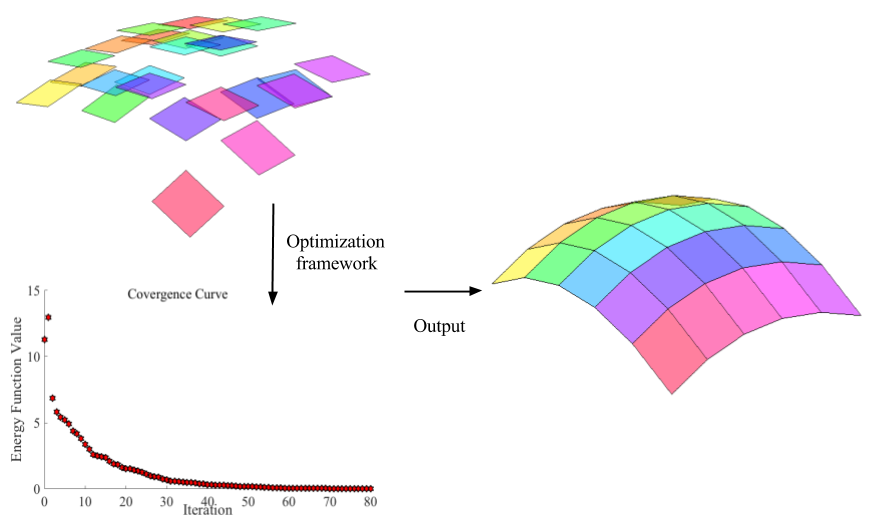 Optimization
framework
15
Covergence Curve
10
Energy Function Value
5
0
0 10 20 30 40 50 60 70 80
Iteration
Output